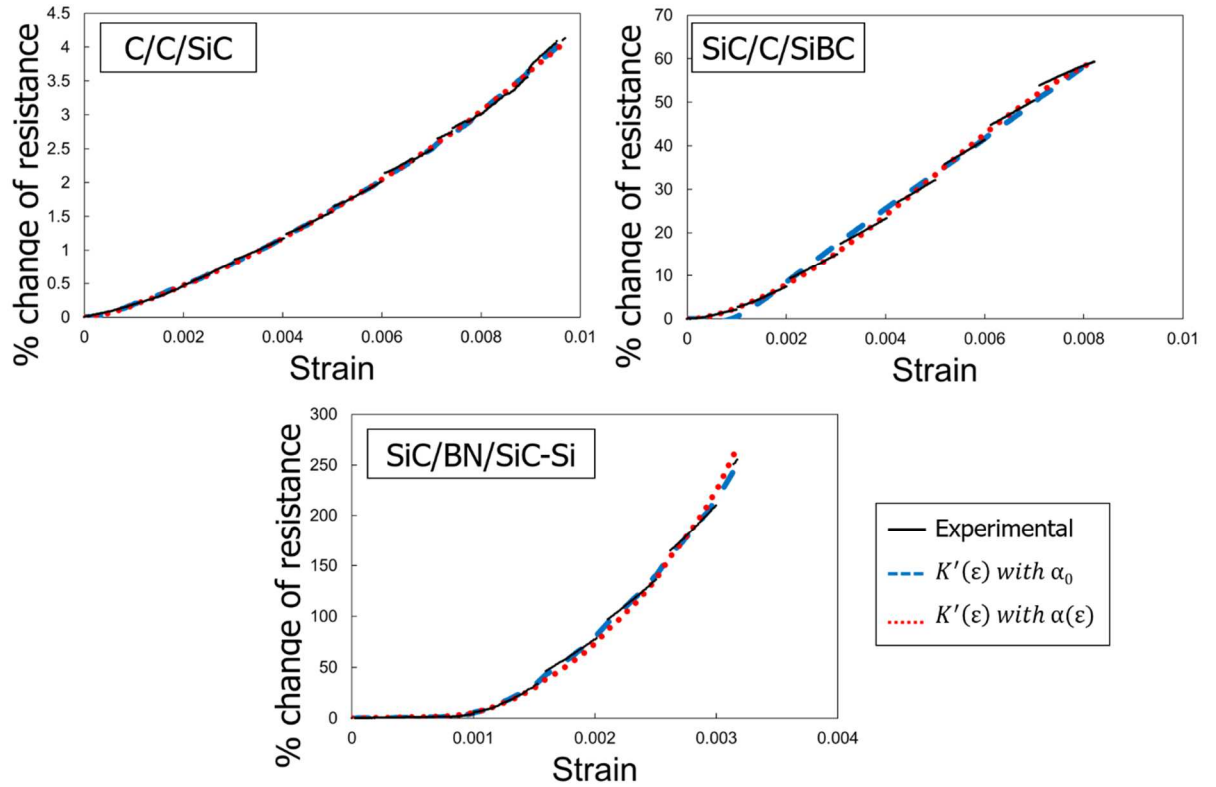 C/C/SiC
% change of resistance
4.5
4
3.5
3
2.5
2
1.5
1
0.5
0
0 0.002 0.004 0.006 0.008 0.01
Strain
SiC/C/SiBC
% change of resistance
70
60
50
40
30
20
10
0
0 0.002 0.004 0.006 0.008 0.01
Strain
SiC/BN/SiC-Si
% change of resistance
300
250
200
150
100
50
0
0 0.001 0.002 0.003 0.004
Strain
Experimental
K′(ε) with α₀
K′(ε) with α(ε)